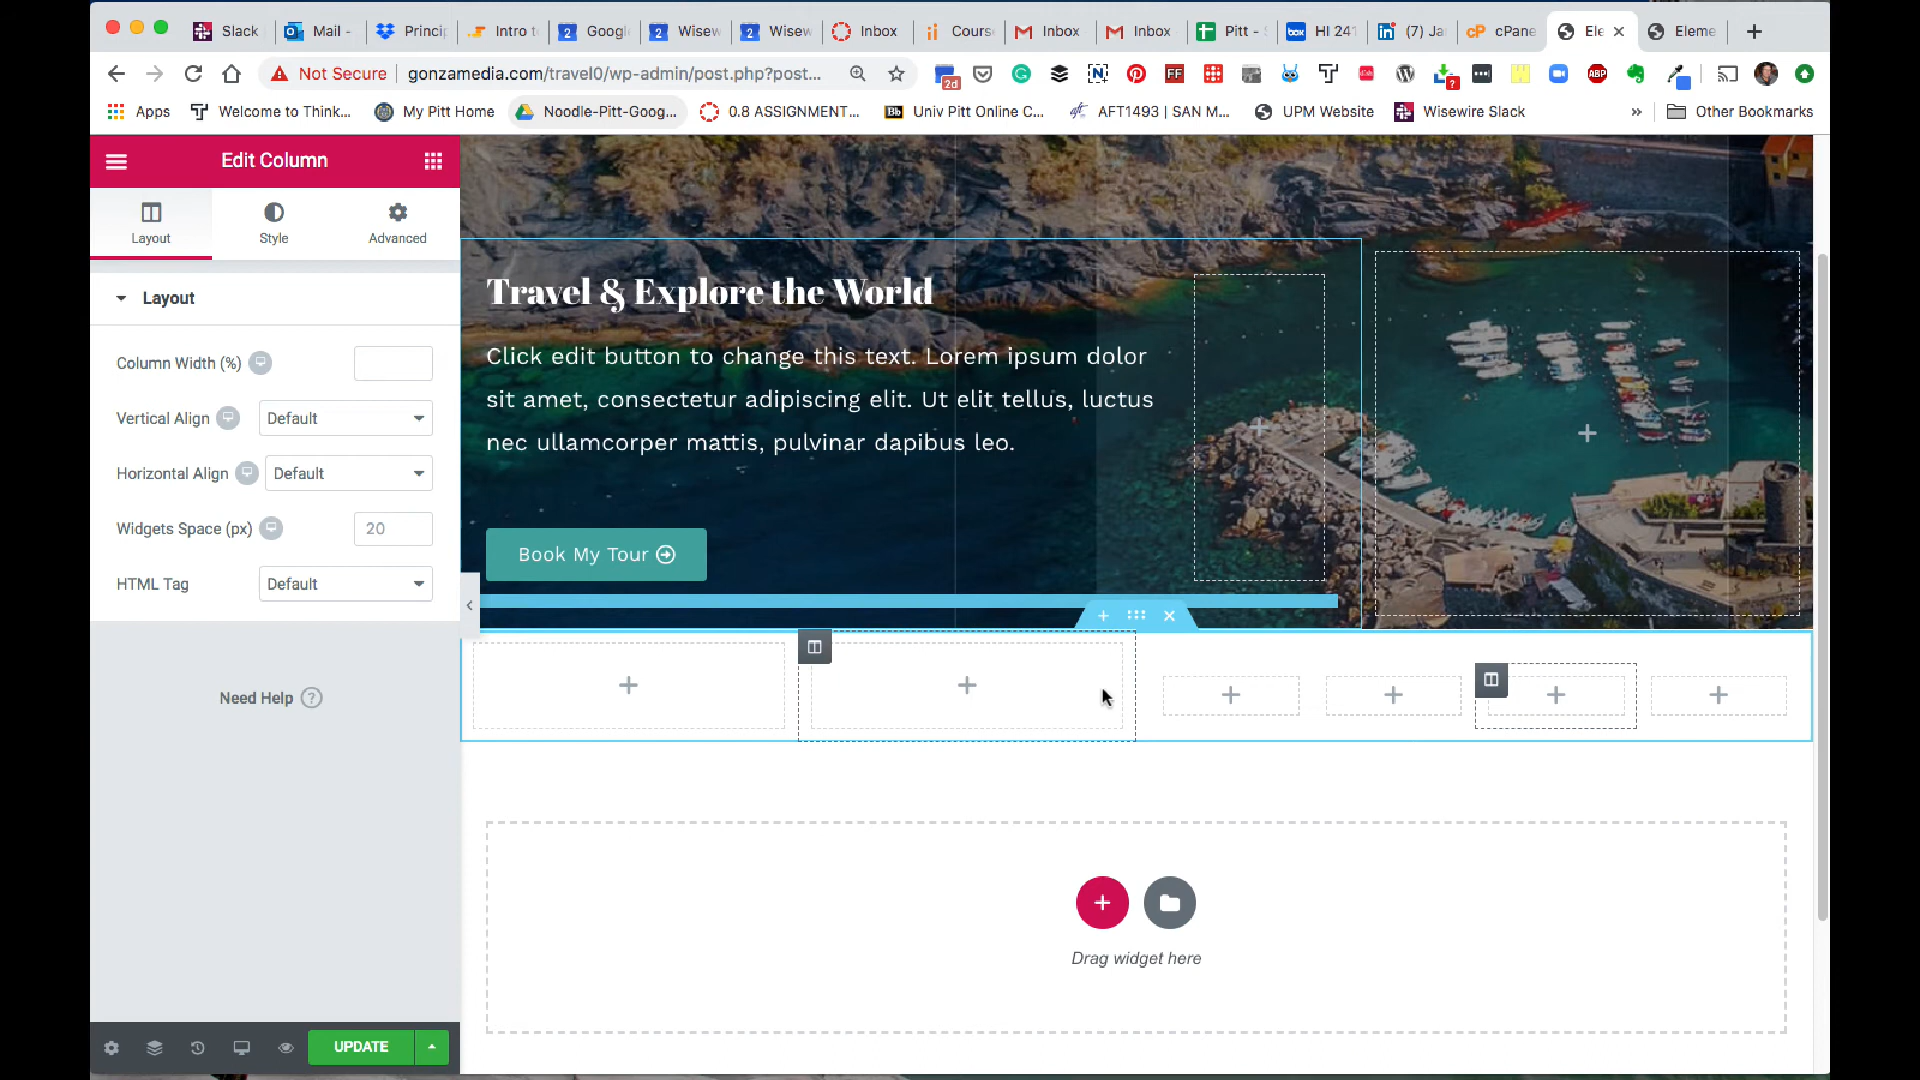 Slack
Mail -
Princi
Intro t
Googl
Wisew
Wisew
Inbox
Cours
Inbox
Inbox
Pitt -
HI 241
(7) Ja
cPane
Ele
Eleme
Not Secure
gonzamedia.com/travel0/wp-admin/post.php?post...
2d
FF
ABP
Apps
Welcome to Think...
My Pitt Home
Noodle-Pitt-Goog...
0.8 ASSIGNMENT...
Univ Pitt Online C...
AFT1493 | SAN M...
UPM Website
Wisewire Slack
Other Bookmarks
Edit Column
Layout
Style
Advanced
Layout
Column Width (%)
Vertical Align
Default
Horizontal Align
Default
Widgets Space (px)
20
HTML Tag
Default
Need Help
UPDATE
Travel & Explore the World
Click edit button to change this text. Lorem ipsum dolor
sit amet, consectetur adipiscing elit. Ut elit tellus, luctus
nec ullamcorper mattis, pulvinar dapibus leo.
Book My Tour
Drag widget here